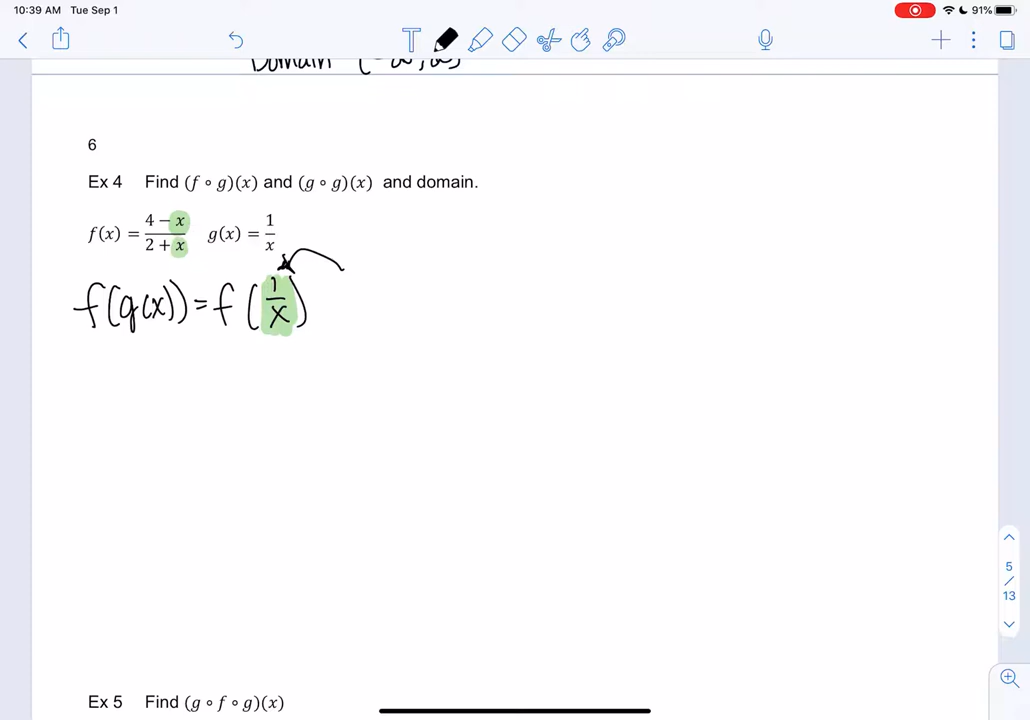 10:39 AM Tue Sep 1
91%
T
Domain (-∞, ∞)
6
Ex 4 Find (f ∘ g)(x) and (g ∘ g)(x) and domain.
f(x) = (4 − x)/(2 + x) g(x) = 1/x
f(g(x)) = f(1/x)
5
/
13
Ex 5 Find (g ∘ f ∘ g)(x)